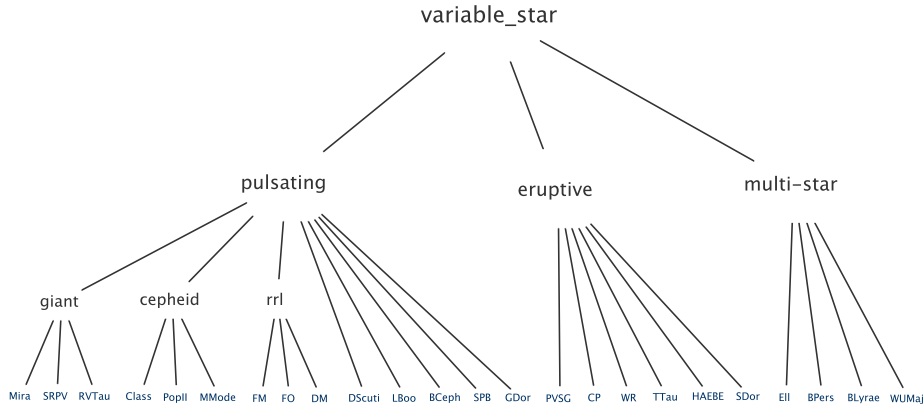 variable_star
pulsating eruptive multi-star
giant cepheid rrl
Mira SRPV RVTau Class PopII MMode FM FO DM DScuti LBoo BCeph SPB GDor PVSG CP WR TTau HAEBE SDor Ell BPers BLyrae WUMaj